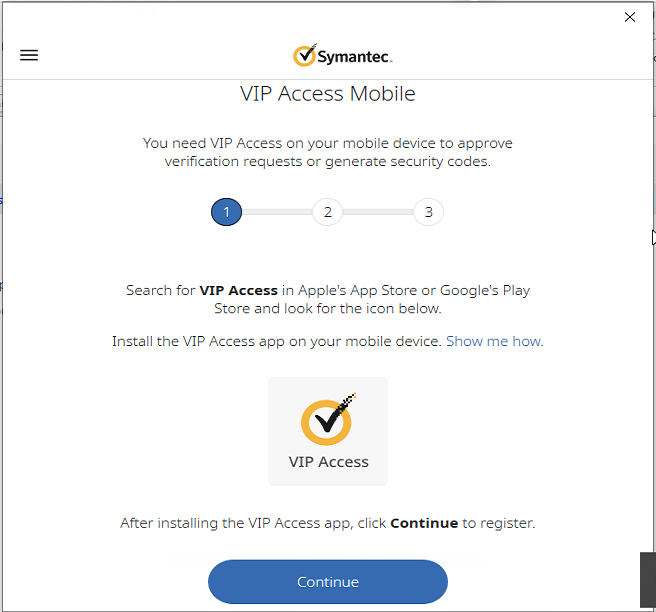 Symantec.
VIP Access Mobile
You need VIP Access on your mobile device to approve
verification requests or generate security codes.
1 2 3
Search for VIP Access in Apple's App Store or Google's Play
Store and look for the icon below.
Install the VIP Access app on your mobile device. Show me how.
VIP Access
After installing the VIP Access app, click Continue to register.
Continue